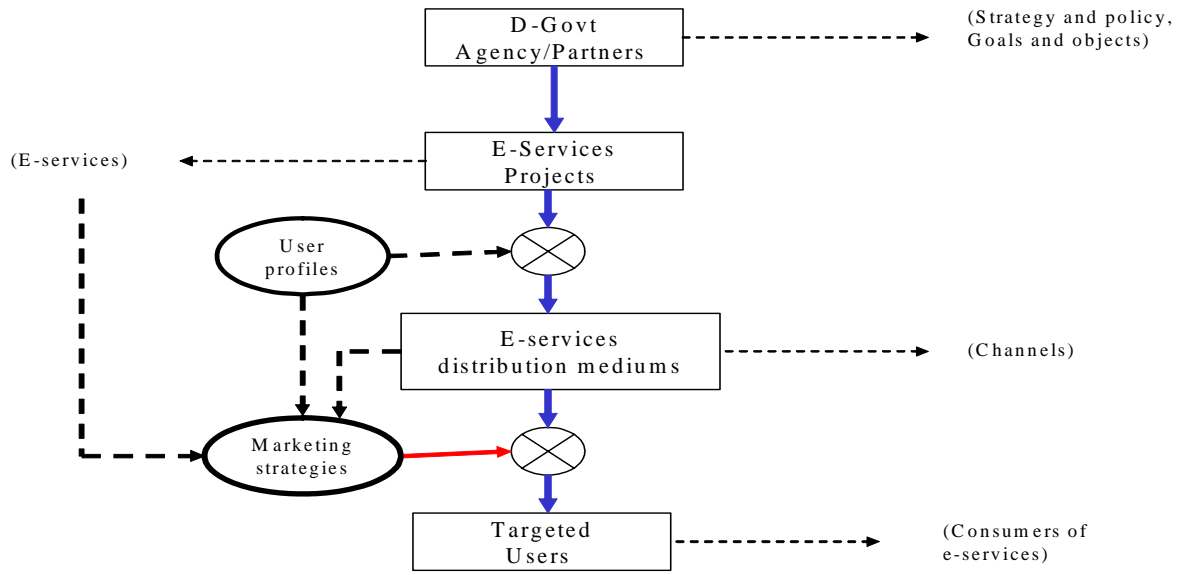 D-Govt
Agency/Partners
(Strategy and policy,
Goals and objects)
(E-services)
E-Services
Projects
User
profiles
E-services
distribution mediums
(Channels)
Marketing
strategies
Targeted
Users
(Consumers of
e-services)